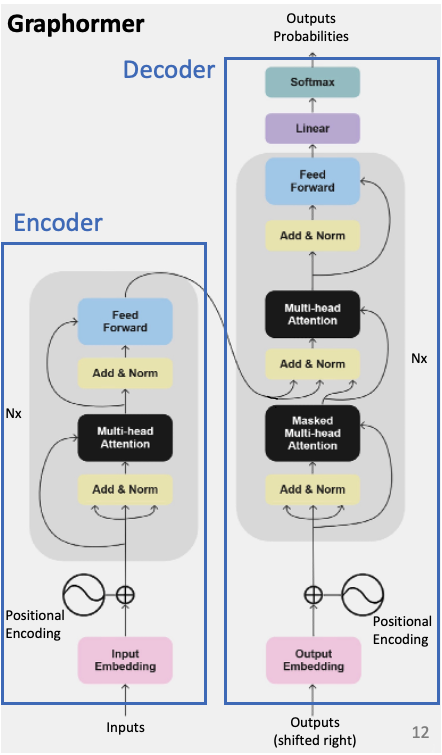 Graphormer
Outputs
Probabilities
Decoder
Softmax
Linear
Feed
Forward
Add & Norm
Multi-head
Attention
Add & Norm
Nx
Masked
Multi-head
Attention
Add & Norm
Positional
Encoding
Output
Embedding
Outputs
(shifted right)
Encoder
Feed
Forward
Add & Norm
Nx
Multi-head
Attention
Add & Norm
Positional
Encoding
Input
Embedding
Inputs
12